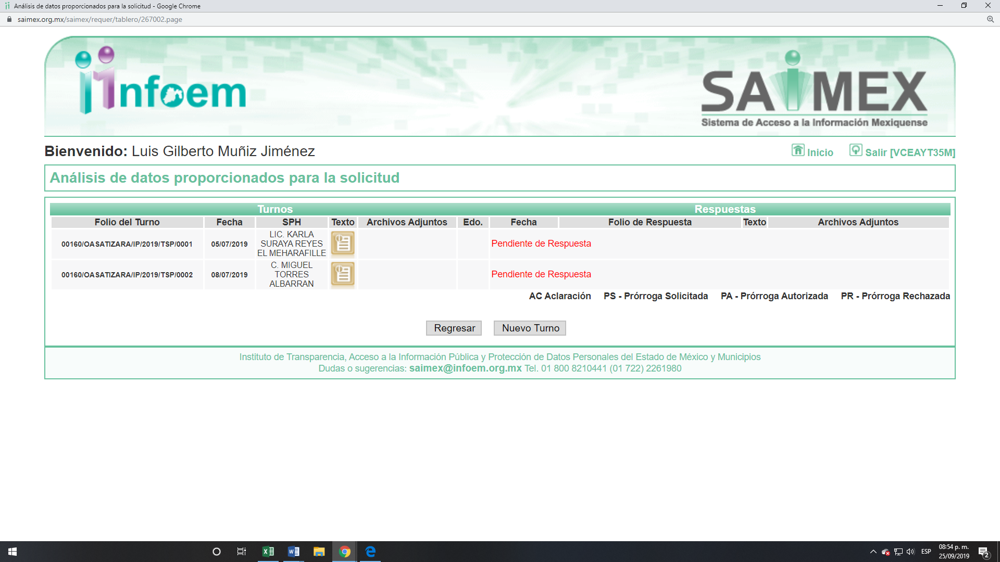 Análisis de datos proporcionados para la solicitud - Google Chrome
saimex.org.mx/saimex/requer/tablero/267002.page
infoem
SAIMEX
Sistema de Acceso a la Información Mexiquense
Bienvenido: Luis Gilberto Muñiz Jiménez
Inicio
Salir [VCEAYT35M]
Análisis de datos proporcionados para la solicitud
Turnos
Respuestas
Folio del Turno Fecha SPH Texto Archivos Adjuntos Edo. Fecha Folio de Respuesta Texto Archivos Adjuntos
00160/OASATIZARA/IP/2019/TSP/0001 05/07/2019
LIC. KARLA
SURAYA REYES
EL MEHARAFILLE
Pendiente de Respuesta
00160/OASATIZARA/IP/2019/TSP/0002 08/07/2019
C. MIGUEL
TORRES
ALBARRAN
Pendiente de Respuesta
AC Aclaración PS - Prórroga Solicitada PA - Prórroga Autorizada PR - Prórroga Rechazada
Regresar
Nuevo Turno
Instituto de Transparencia, Acceso a la Información Pública y Protección de Datos Personales del Estado de México y Municipios
Dudas o sugerencias: saimex@infoem.org.mx Tel. 01 800 8210441 (01 722) 2261980
ESP
08:54 p. m.
25/09/2019
2